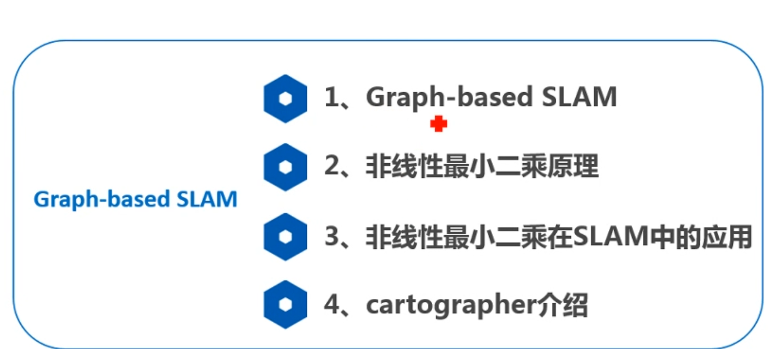 Graph-based SLAM
1、Graph-based SLAM
2、非线性最小二乘原理
3、非线性最小二乘在SLAM中的应用
4、cartographer介绍